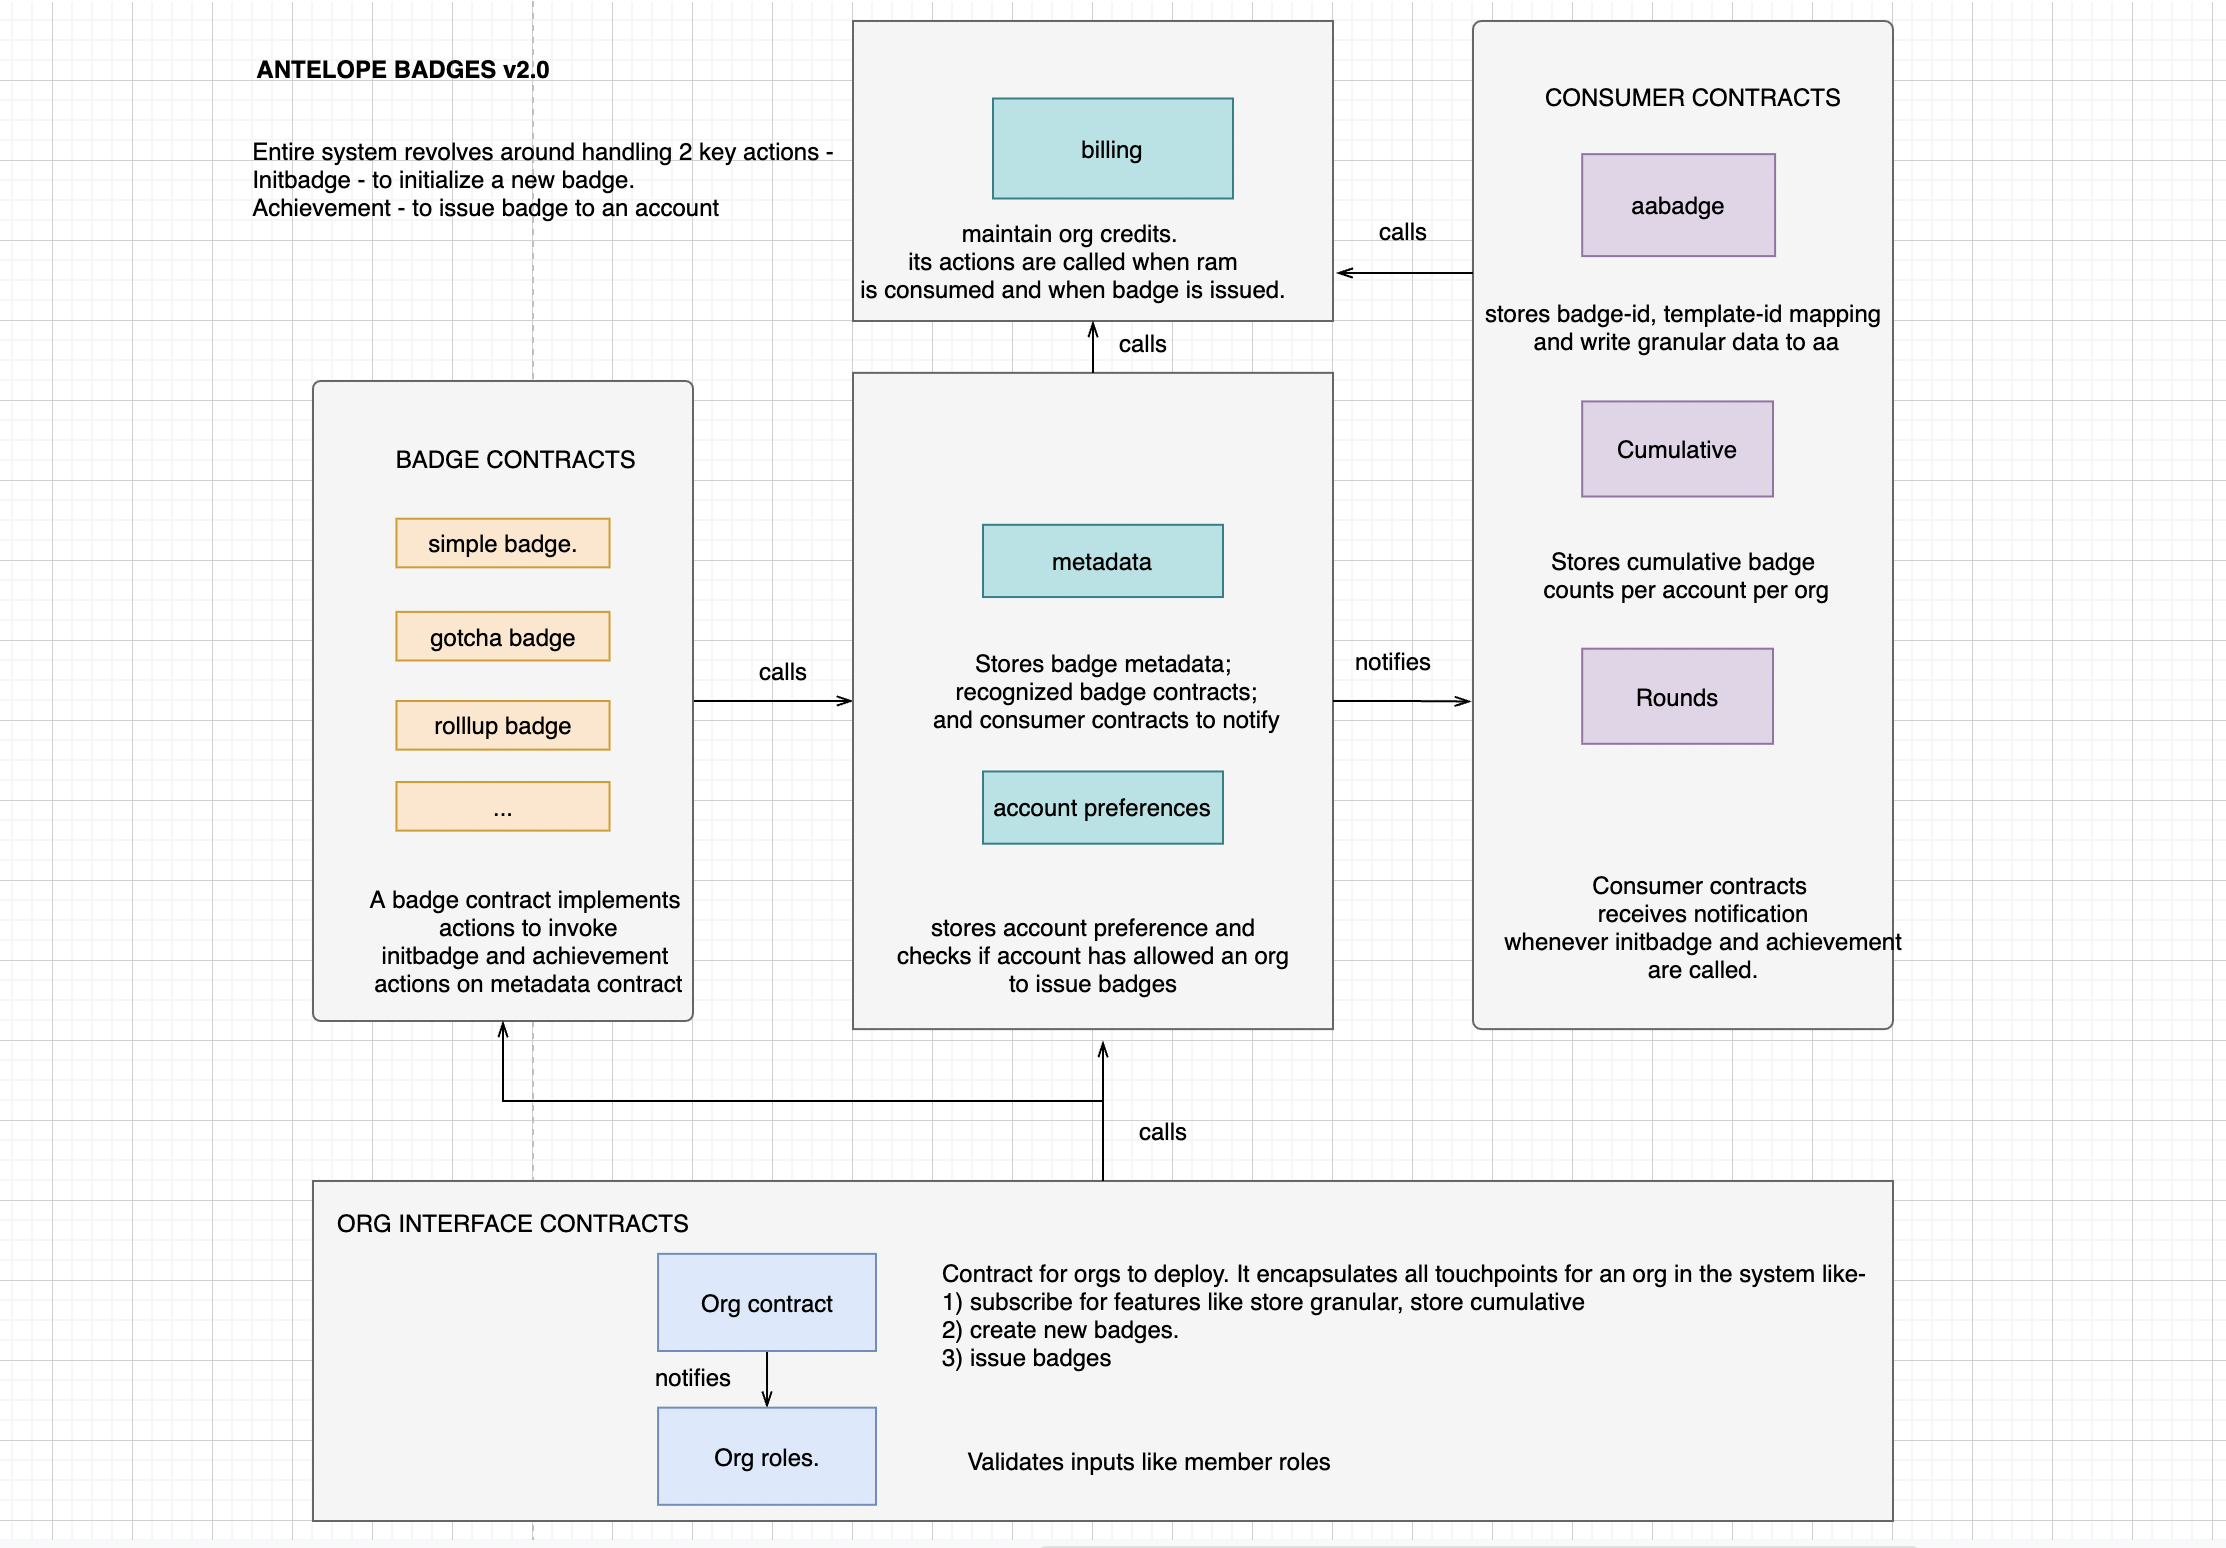 ANTELOPE BADGES v2.0
Entire system revolves around handling 2 key actions -
Initbadge - to initialize a new badge.
Achievement - to issue badge to an account
billing
maintain org credits.
its actions are called when ram
is consumed and when badge is issued.
calls
calls
CONSUMER CONTRACTS
aabadge
stores badge-id, template-id mapping
and write granular data to aa
Cumulative
Stores cumulative badge
counts per account per org
Rounds
Consumer contracts
receives notification
whenever initbadge and achievement
are called.
BADGE CONTRACTS
simple badge.
gotcha badge
rolllup badge
...
A badge contract implements
actions to invoke
initbadge and achievement
actions on metadata contract
calls
metadata
Stores badge metadata;
recognized badge contracts;
and consumer contracts to notify
account preferences
stores account preference and
checks if account has allowed an org
to issue badges
notifies
calls
ORG INTERFACE CONTRACTS
Org contract
notifies
Org roles.
Contract for orgs to deploy. It encapsulates all touchpoints for an org in the system like-
1) subscribe for features like store granular, store cumulative
2) create new badges.
3) issue badges
Validates inputs like member roles